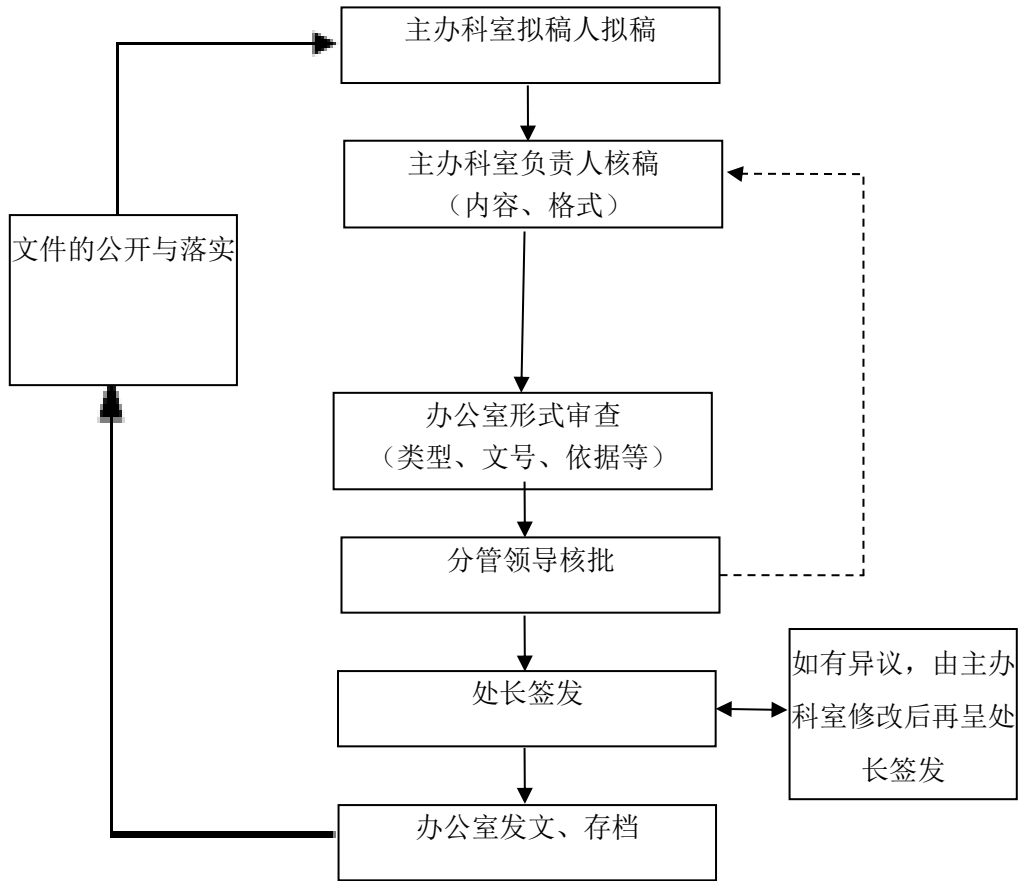 主办科室拟稿人拟稿
主办科室负责人核稿
（内容、格式）
文件的公开与落实
办公室形式审查
（类型、文号、依据等）
分管领导核批
处长签发
如有异议，由主办
科室修改后再呈处
长签发
办公室发文、存档